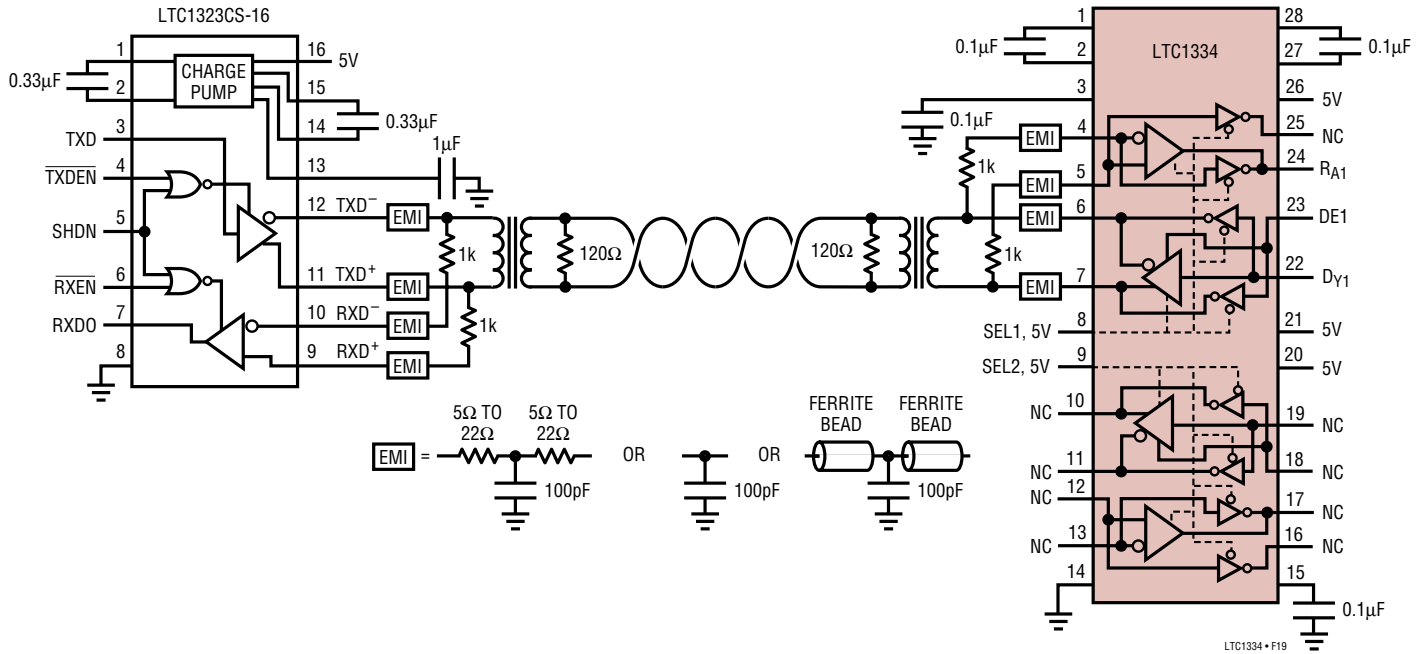 LTC1323CS-16
1
2
0.33µF
CHARGE
PUMP
16
5V
15
14
0.33µF
TXD
3
13
1µF
TXDEN
4
SHDN
5
RXEN
6
RXDO
7
8
12
TXD–
EMI
11
TXD+
EMI
10
RXD–
EMI
9
RXD+
EMI
1k
1k
120Ω
120Ω
1k
1k
EMI
EMI
EMI
EMI
LTC1334
1
2
0.1µF
28
27
0.1µF
3
0.1µF
26
5V
4
25
NC
5
24
RA1
6
23
DE1
7
22
DY1
SEL1, 5V
8
21
5V
SEL2, 5V
9
20
5V
NC
10
19
NC
NC
11
18
NC
NC
12
17
NC
NC
13
16
NC
14
15
0.1µF
EMI
=
5Ω TO
22Ω
5Ω TO
22Ω
100pF
OR
100pF
OR
FERRITE
BEAD
FERRITE
BEAD
100pF
LTC1334 • F19